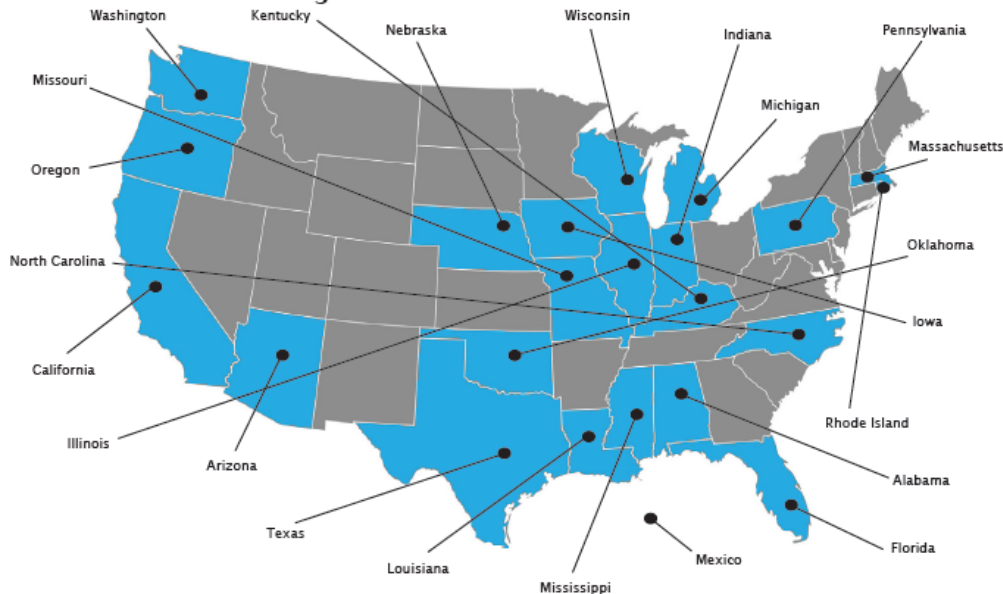 Washington
Kentucky
Wisconsin
Nebraska
Indiana
Pennsylvania
Missouri
Michigan
Massachusetts
Oregon
Oklahoma
North Carolina
Iowa
California
Rhode Island
Illinois
Arizona
Alabama
Texas
Florida
Louisiana
Mexico
Mississippi